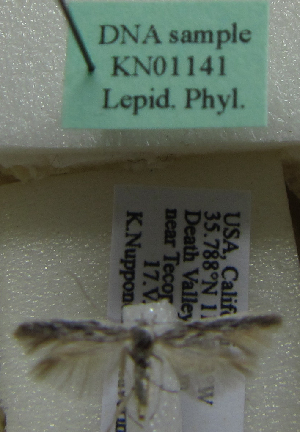 DNA sample
KN01141
Lepid. Phyl.
USA, Calif
35.788°N 11 W
Death Valley
near Tecop
17.V
K.Nuppon